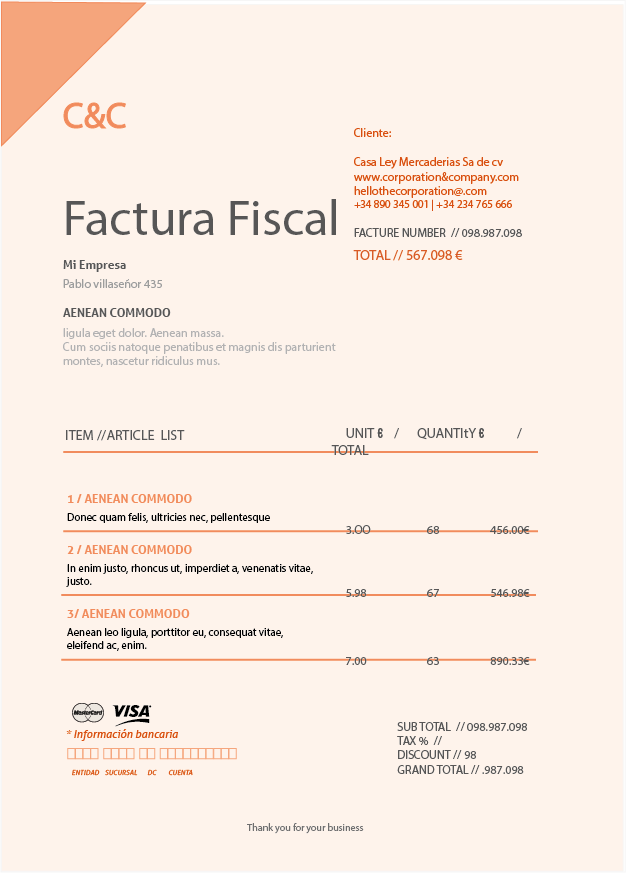 C&C
Cliente:
Casa Ley Mercaderias Sa de cv
www.corporation&company.com
hellothecorporation@.com
+34 890 345 001 | +34 234 765 666
Factura Fiscal
FACTURE NUMBER // 098.987.098
TOTAL // 567.098 €
Mi Empresa
Pablo villaseñor 435
AENEAN COMMODO
ligula eget dolor. Aenean massa.
Cum sociis natoque penatibus et magnis dis parturient
montes, nascetur ridiculus mus.
ITEM // ARTICLE LIST
UNIT € / QUANTItY € /
TOTAL
1 / AENEAN COMMODO
Donec quam felis, ultricies nec, pellentesque
3.OO 68 456.00€
2 / AENEAN COMMODO
In enim justo, rhoncus ut, imperdiet a, venenatis vitae,
justo.
5.98 67 546.98€
3/ AENEAN COMMODO
Aenean leo ligula, porttitor eu, consequat vitae,
eleifend ac, enim.
7.00 63 890.33€
MasterCard VISA
* Información bancaria
ENTIDAD SUCURSAL DC CUENTA
SUB TOTAL // 098.987.098
TAX % //
DISCOUNT // 98
GRAND TOTAL // .987.098
Thank you for your business